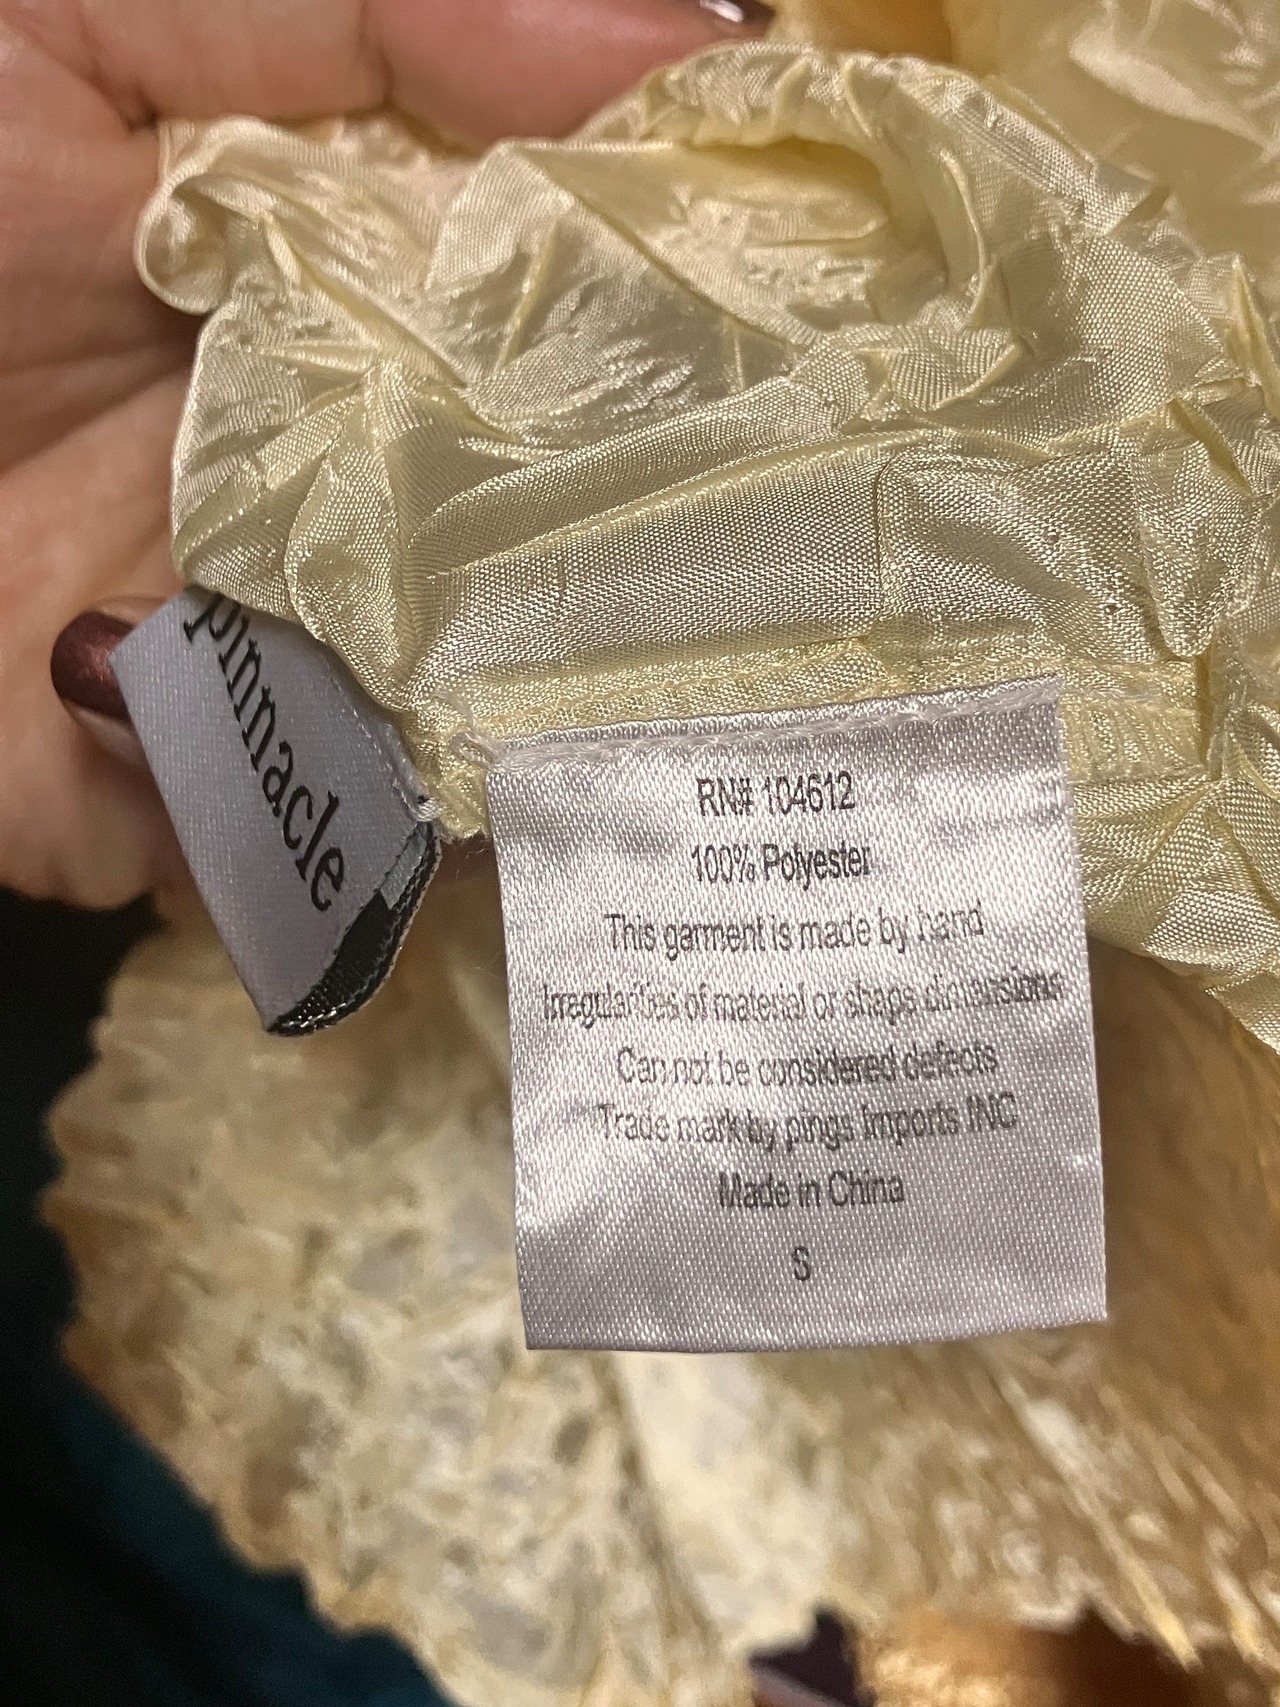 pinnacle
RN# 104612
100% Polyester
This garment is made by hand
Irregularities of material or shape dimensions
Can not be considered defects
Trade mark by pings Imports INC
Made in China
S